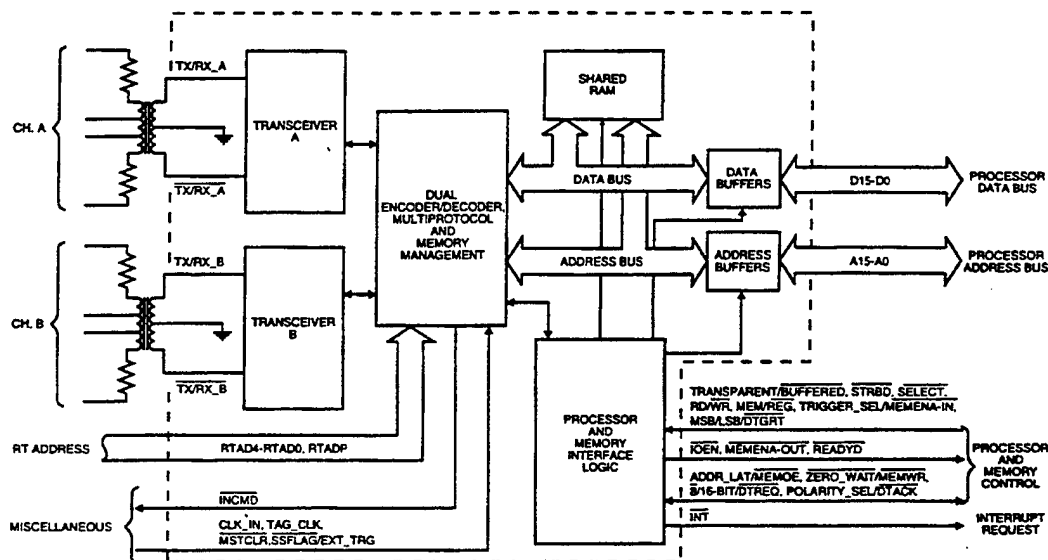 TX/RX_A
CH. A
TRANSCEIVER
A
TX/RX_A
SHARED
RAM
DUAL
ENCODER/DECODER,
MULTIPROTOCOL
AND
MEMORY
MANAGEMENT
DATA BUS
DATA
BUFFERS
D15-D0
PROCESSOR
DATA BUS
ADDRESS BUS
ADDRESS
BUFFERS
A15-A0
PROCESSOR
ADDRESS BUS
TX/RX_B
CH. B
TRANSCEIVER
B
TX/RX_B
PROCESSOR
AND
MEMORY
INTERFACE
LOGIC
TRANSPARENT/BUFFERED, STRBD, SELECT,
RD/WR, MEM/REG, TRIGGER_SEL/MEMENA-IN,
MSB/LSB/DTGRT
IOEN, MEMENA-OUT, READYD
ADDR_LAT/MEMOE, ZERO_WAIT/MEMWR,
8/16-BIT/DTREQ, POLARITY_SEL/DTACK
PROCESSOR
AND
MEMORY
CONTROL
INT
INTERRUPT
REQUEST
RT ADDRESS
RTAD4-RTAD0, RTADP
MISCELLANEOUS
INCMD
CLK_IN, TAG_CLK,
MSTCLR,SSFLAG/EXT_TRG